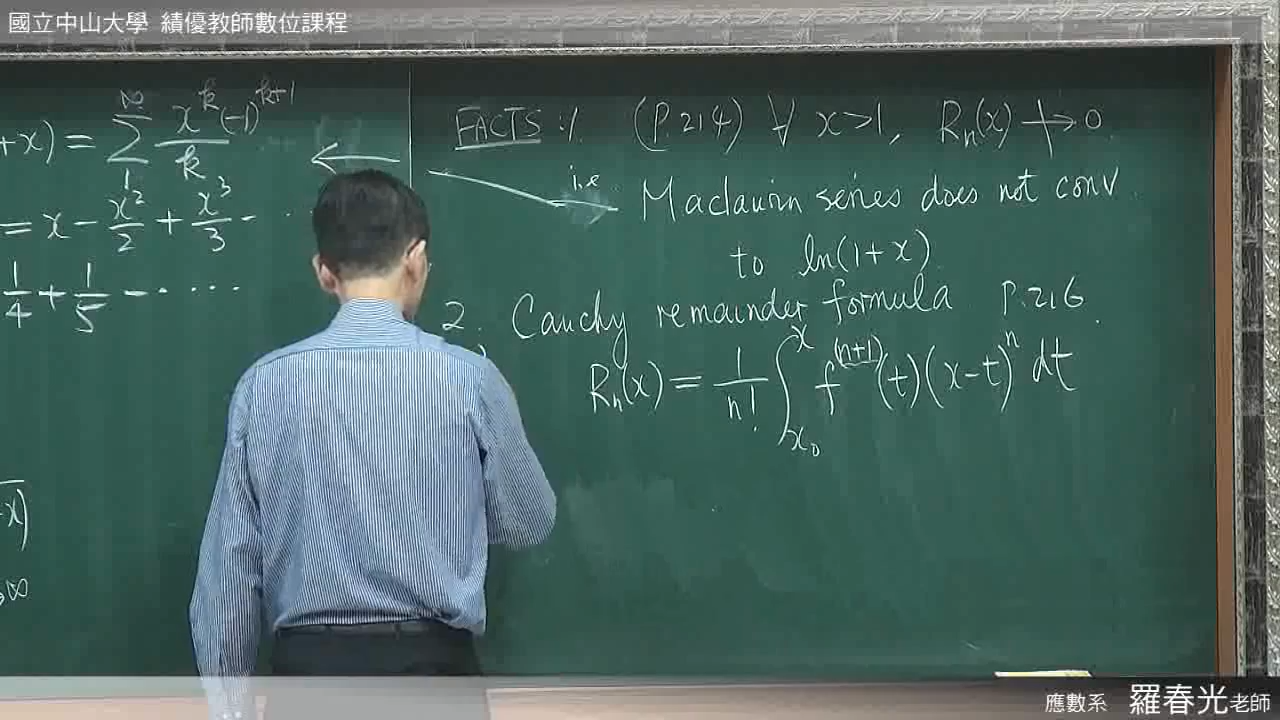 國立中山大學 績優教師數位課程
+x) = ∑_1^∞ x^k/k (-1)^{k+1}
= x - x²/2 + x³/3 - ...
1/4 + 1/5 - ....
x)
∞
FACTS: 1. (P.214) ∀ x>1, Rₙ(x) ↛ 0
i.e. Maclaurin series does not conv
to ln(1+x)
2. Cauchy remainder formula P.216.
Rₙ(x) = 1/n! ∫_{x₀}^x f^{(n+1)}(t)(x-t)^n dt
應數系 羅春光老師